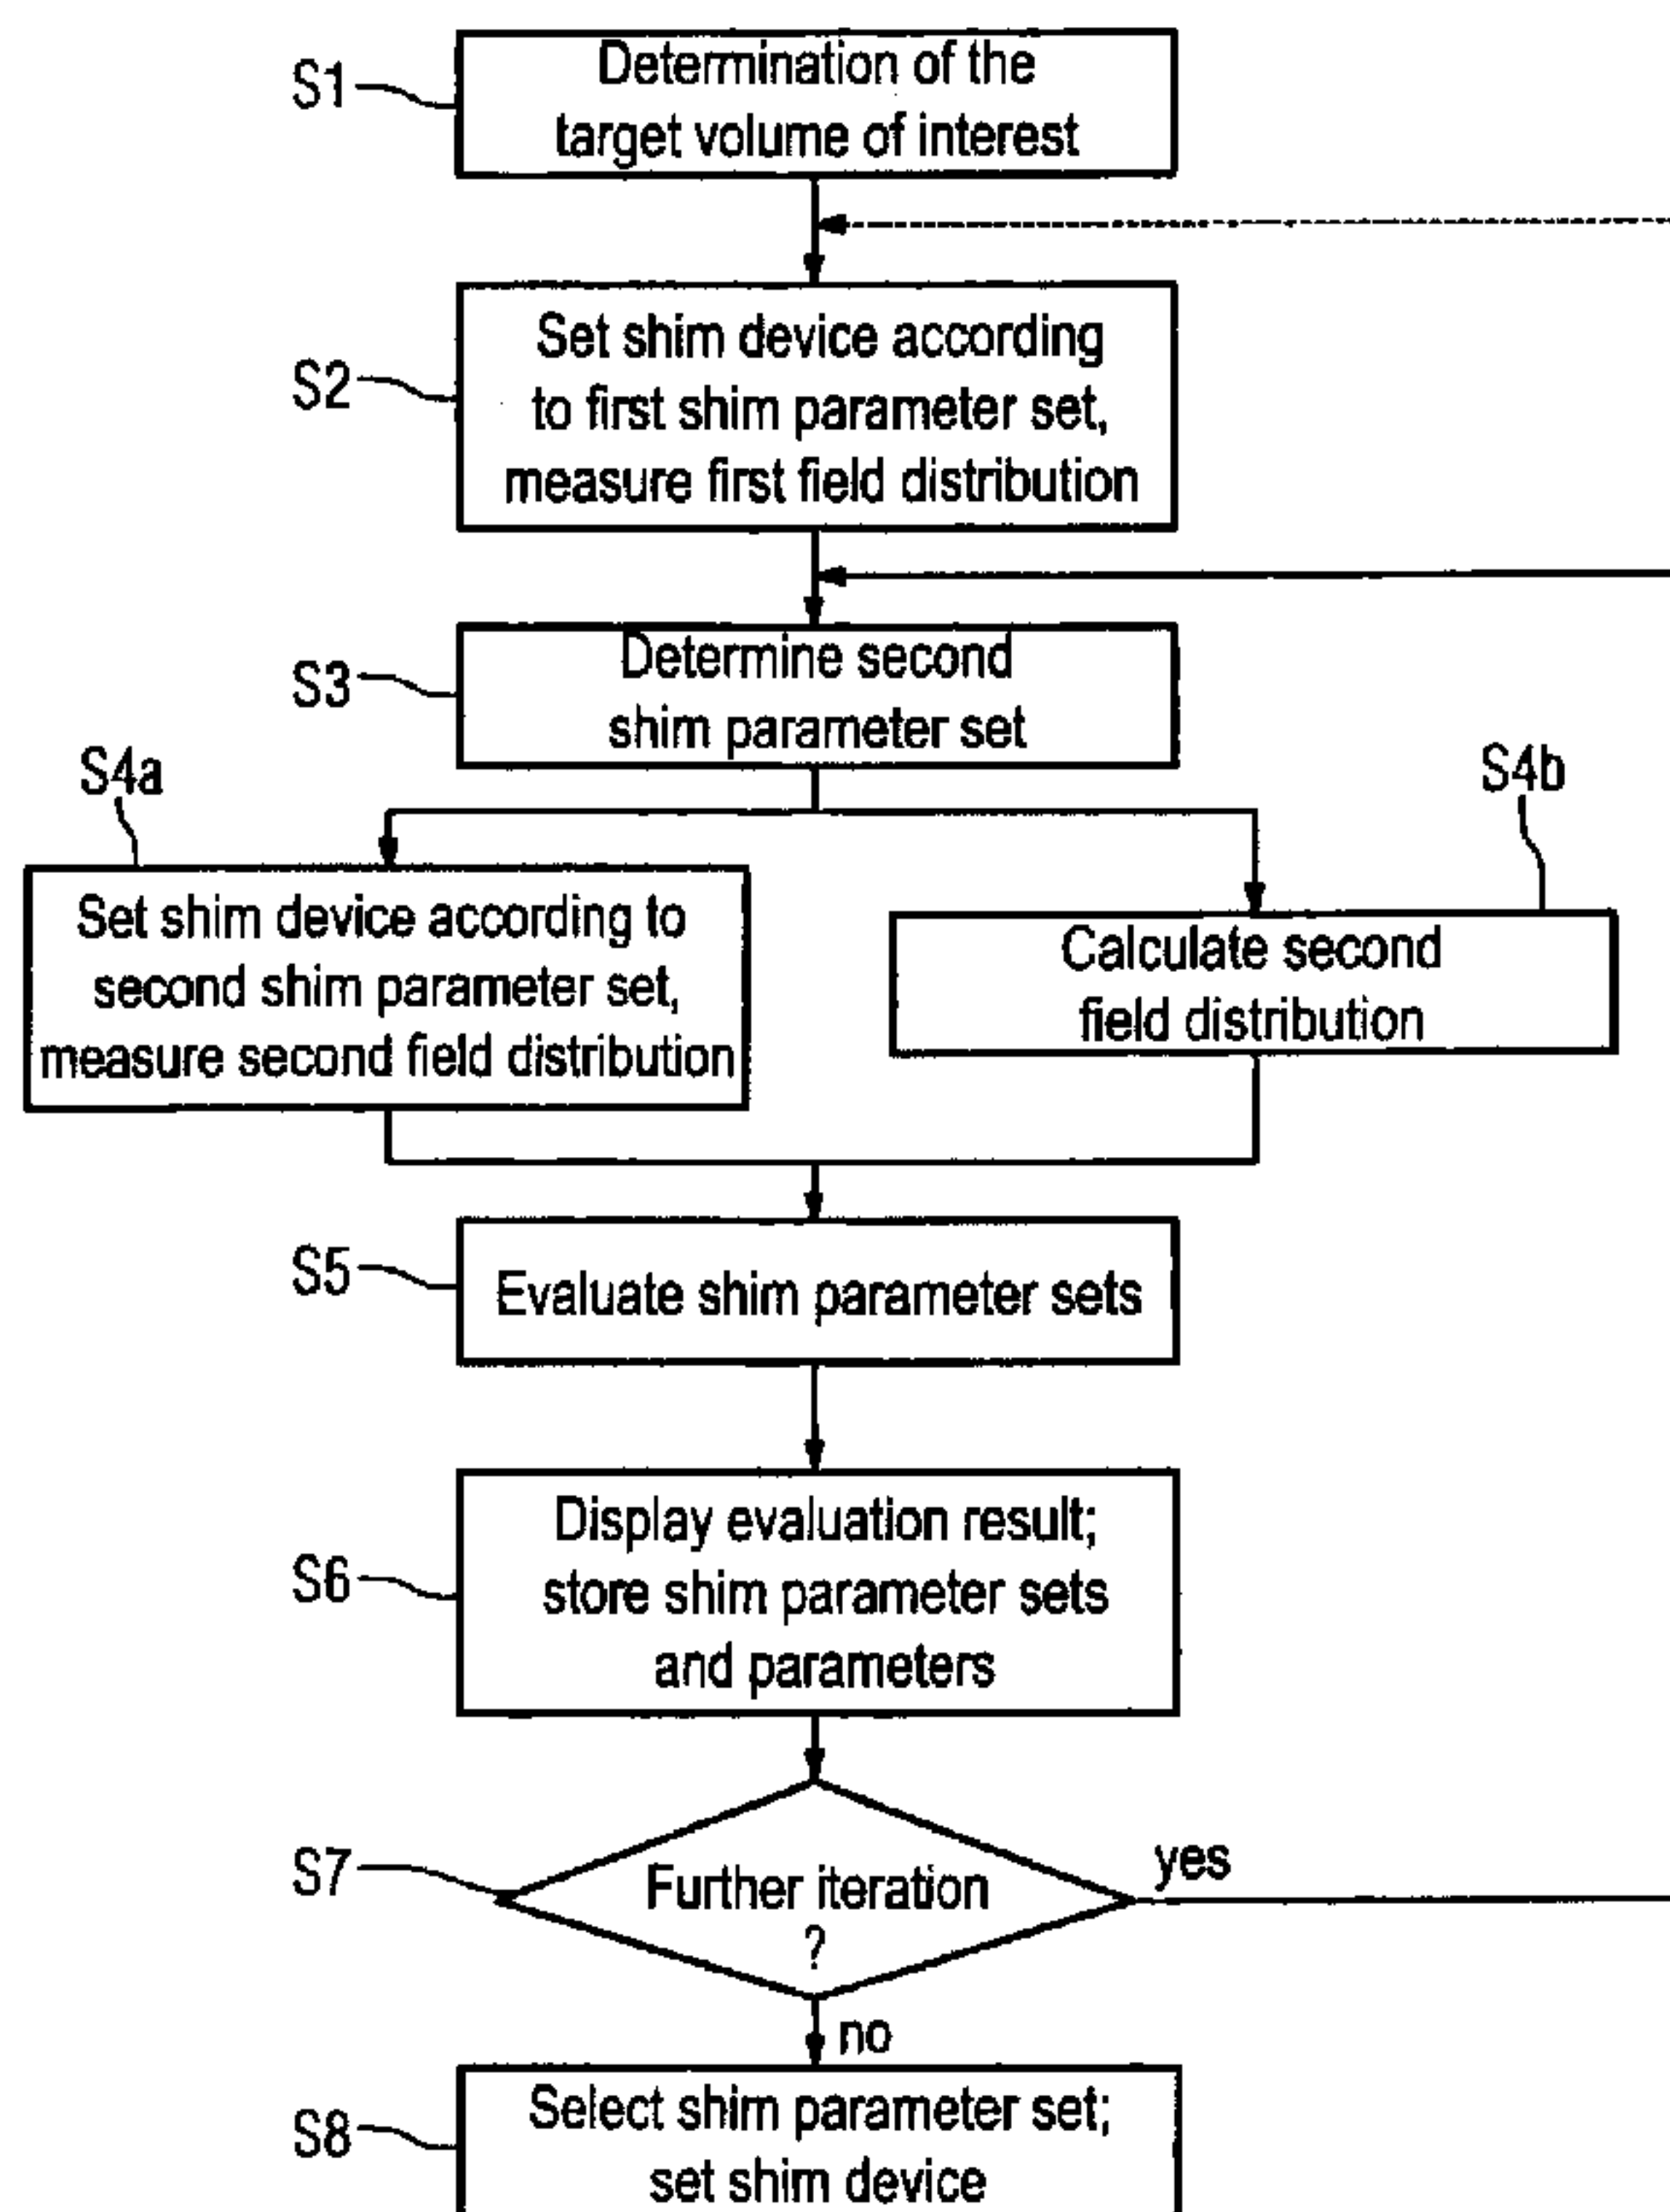 S1
Determination of the
target volume of interest
S2
Set shim device according
to first shim parameter set,
measure first field distribution
S3
Determine second
shim parameter set
S4a
Set shim device according to
second shim parameter set,
measure second field distribution
S4b
Calculate second
field distribution
S5
Evaluate shim parameter sets
S6
Display evaluation result;
store shim parameter sets
and parameters
S7
Further iteration
?
yes
no
S8
Select shim parameter set;
set shim device